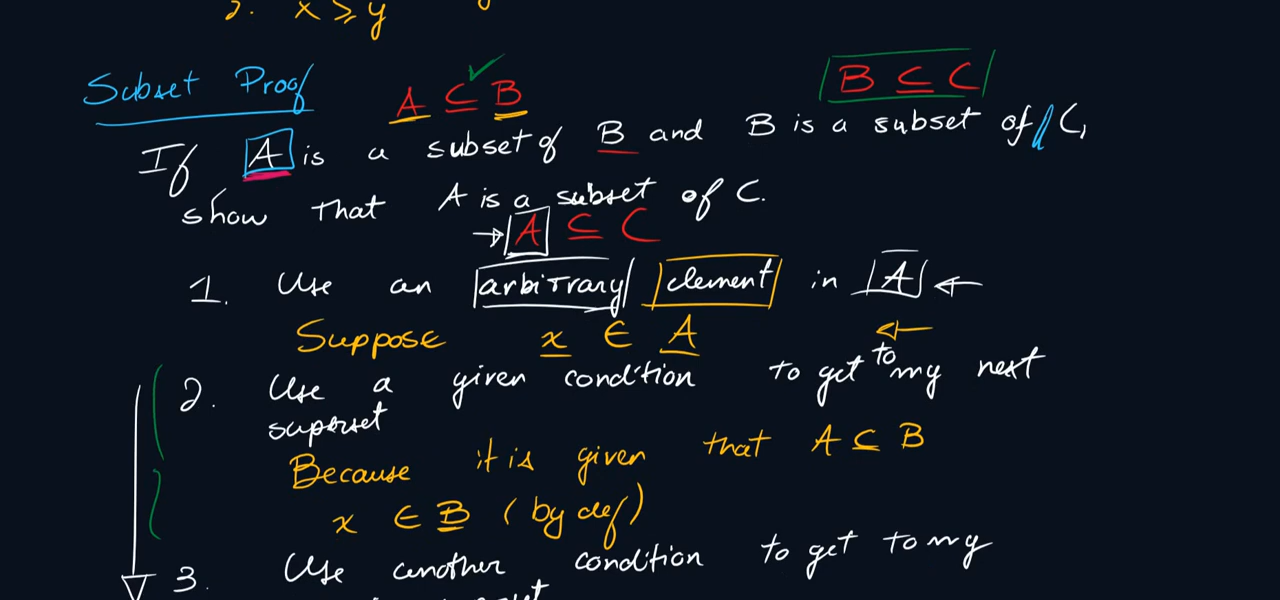 2. x ⩾ y
Subset Proof A ⊆ B B ⊆ C
If A is a subset of B and B is a subset of C,
show that A is a subset of C.
→ A ⊆ C
1. Use an arbitrary element in A ←
Suppose x ∈ A ←
2. Use a given condition to get to my next
superset
Because it is given that A ⊆ B
x ∈ B (by def)
3. Use another condition to get to my